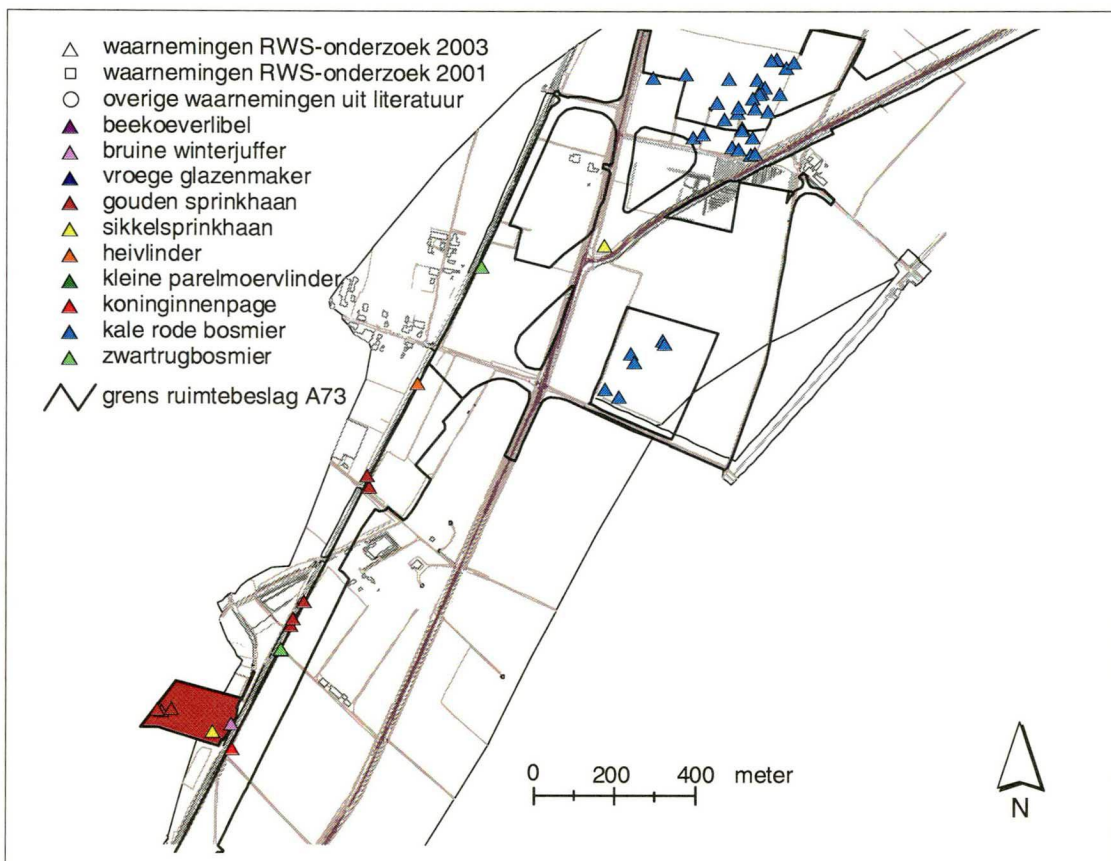 waarnemingen RWS-onderzoek 2003
waarnemingen RWS-onderzoek 2001
overige waarnemingen uit literatuur
beekoeverlibel
bruine winterjuffer
vroege glazenmaker
gouden sprinkhaan
sikkelsprinkhaan
heivlinder
kleine parelmoervlinder
koninginnenpage
kale rode bosmier
zwartrugbosmier
grens ruimtebeslag A73
0 200 400 meter
N